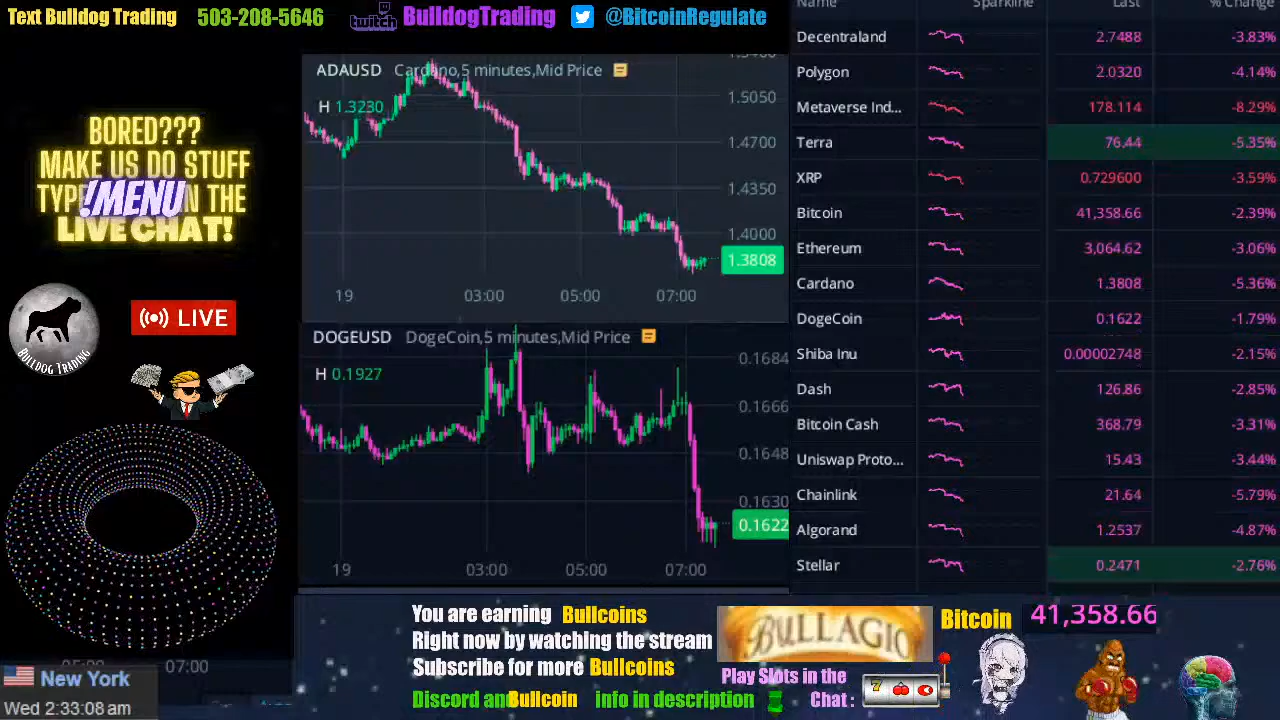 Text Bulldog Trading 503-208-5646 twitch BulldogTrading @BitcoinRegulate
BORED???
MAKE US DO STUFF
TYPE !MENU IN THE
LIVE CHAT!
BULLDOG TRADING
LIVE
ADAUSD Cardano,5 minutes,Mid Price
H 1.3230
1.5050
1.4700
1.4350
1.4000
1.3808
19 03:00 05:00 07:00
DOGEUSD DogeCoin,5 minutes,Mid Price
H 0.1927
0.1684
0.1666
0.1648
0.1630
0.1622
19 03:00 05:00 07:00
Name Sparkline Last % Change
Decentraland 2.7488 -3.83%
Polygon 2.0320 -4.14%
Metaverse Ind... 178.114 -8.29%
Terra 76.44 -5.35%
XRP 0.729600 -3.59%
Bitcoin 41,358.66 -2.39%
Ethereum 3,064.62 -3.06%
Cardano 1.3808 -5.36%
DogeCoin 0.1622 -1.79%
Shiba Inu 0.00002748 -2.15%
Dash 126.86 -2.85%
Bitcoin Cash 368.79 -3.31%
Uniswap Proto... 15.43 -3.44%
Chainlink 21.64 -5.79%
Algorand 1.2537 -4.87%
Stellar 0.2471 -2.76%
05:00 07:00
New York
Wed 2:33:08 am
You are earning Bullcoins
Right now by watching the stream
Subscribe for more Bullcoins
Discord and Bullcoin info in description
BULLAGIO
Play Slots in the
Chat :
Bitcoin 41,358.66